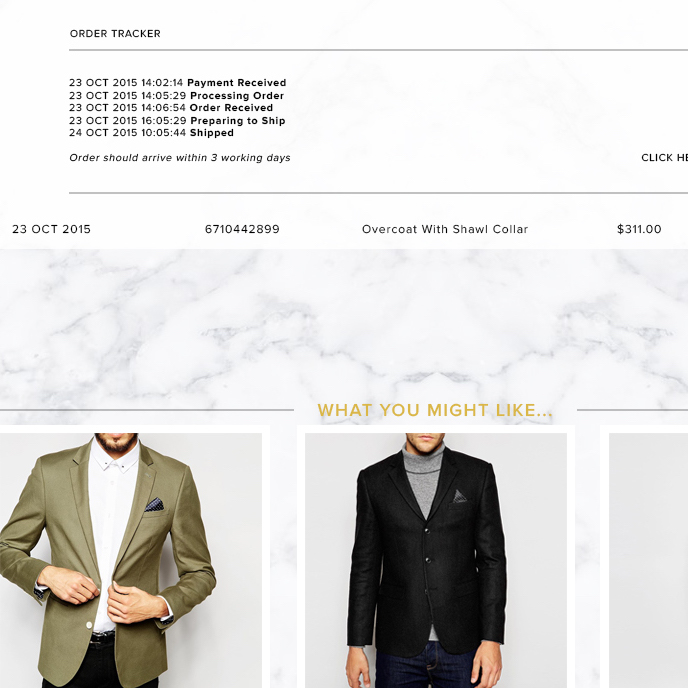 ORDER TRACKER
23 OCT 2015 14:02:14 Payment Received
23 OCT 2015 14:05:29 Processing Order
23 OCT 2015 14:06:54 Order Received
23 OCT 2015 16:05:29 Preparing to Ship
24 OCT 2015 10:05:44 Shipped
Order should arrive within 3 working days
CLICK HE
23 OCT 2015 6710442899 Overcoat With Shawl Collar $311.00
WHAT YOU MIGHT LIKE...